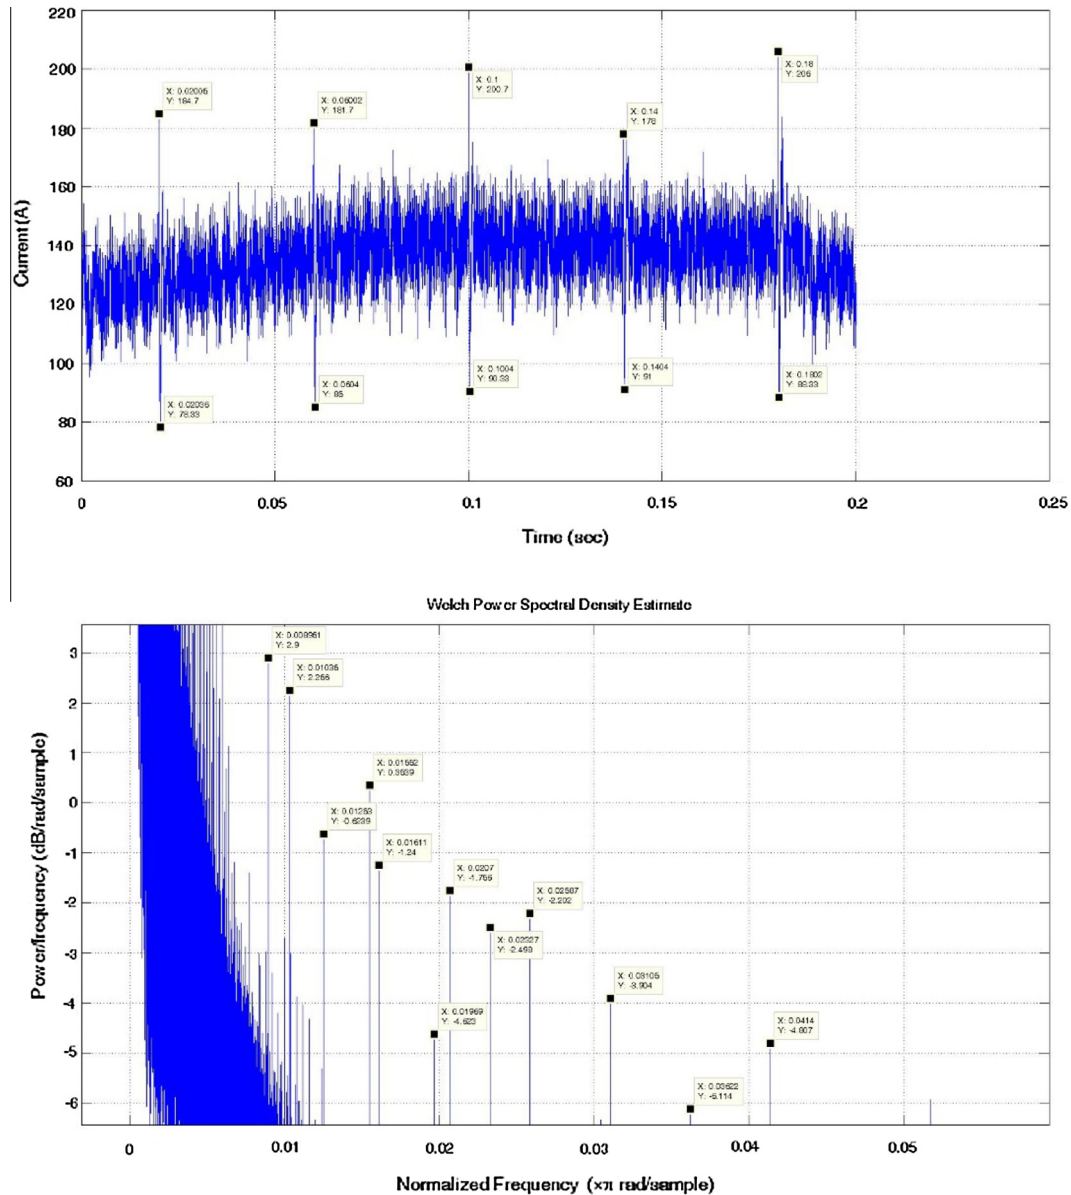 220
200
180
160
140
120
100
80
60
Current (A)
X: 0.02005
Y: 184.7
X: 0.06002
Y: 181.7
X: 0.1
Y: 200.7
X: 0.14
Y: 178
X: 0.18
Y: 206
X: 0.02036
Y: 78.33
X: 0.0604
Y: 85
X: 0.1004
Y: 90.33
X: 0.1404
Y: 91
X: 0.1802
Y: 88.33
0
0.05
0.1
0.15
0.2
0.25
Time (sec)
Welch Power Spectral Density Estimate
3
2
1
0
-1
-2
-3
-4
-5
-6
Power/frequency (dB/rad/sample)
X: 0.008961
Y: 2.9
X: 0.01035
Y: 2.256
X: 0.01552
Y: 0.3539
X: 0.01253
Y: -0.6239
X: 0.01611
Y: -1.24
X: 0.0207
Y: -1.756
X: 0.02587
Y: -2.202
X: 0.02327
Y: -2.493
X: 0.03105
Y: -3.904
X: 0.01969
Y: -4.623
X: 0.0414
Y: -4.807
X: 0.03622
Y: -6.114
0
0.01
0.02
0.03
0.04
0.05
Normalized Frequency (×π rad/sample)